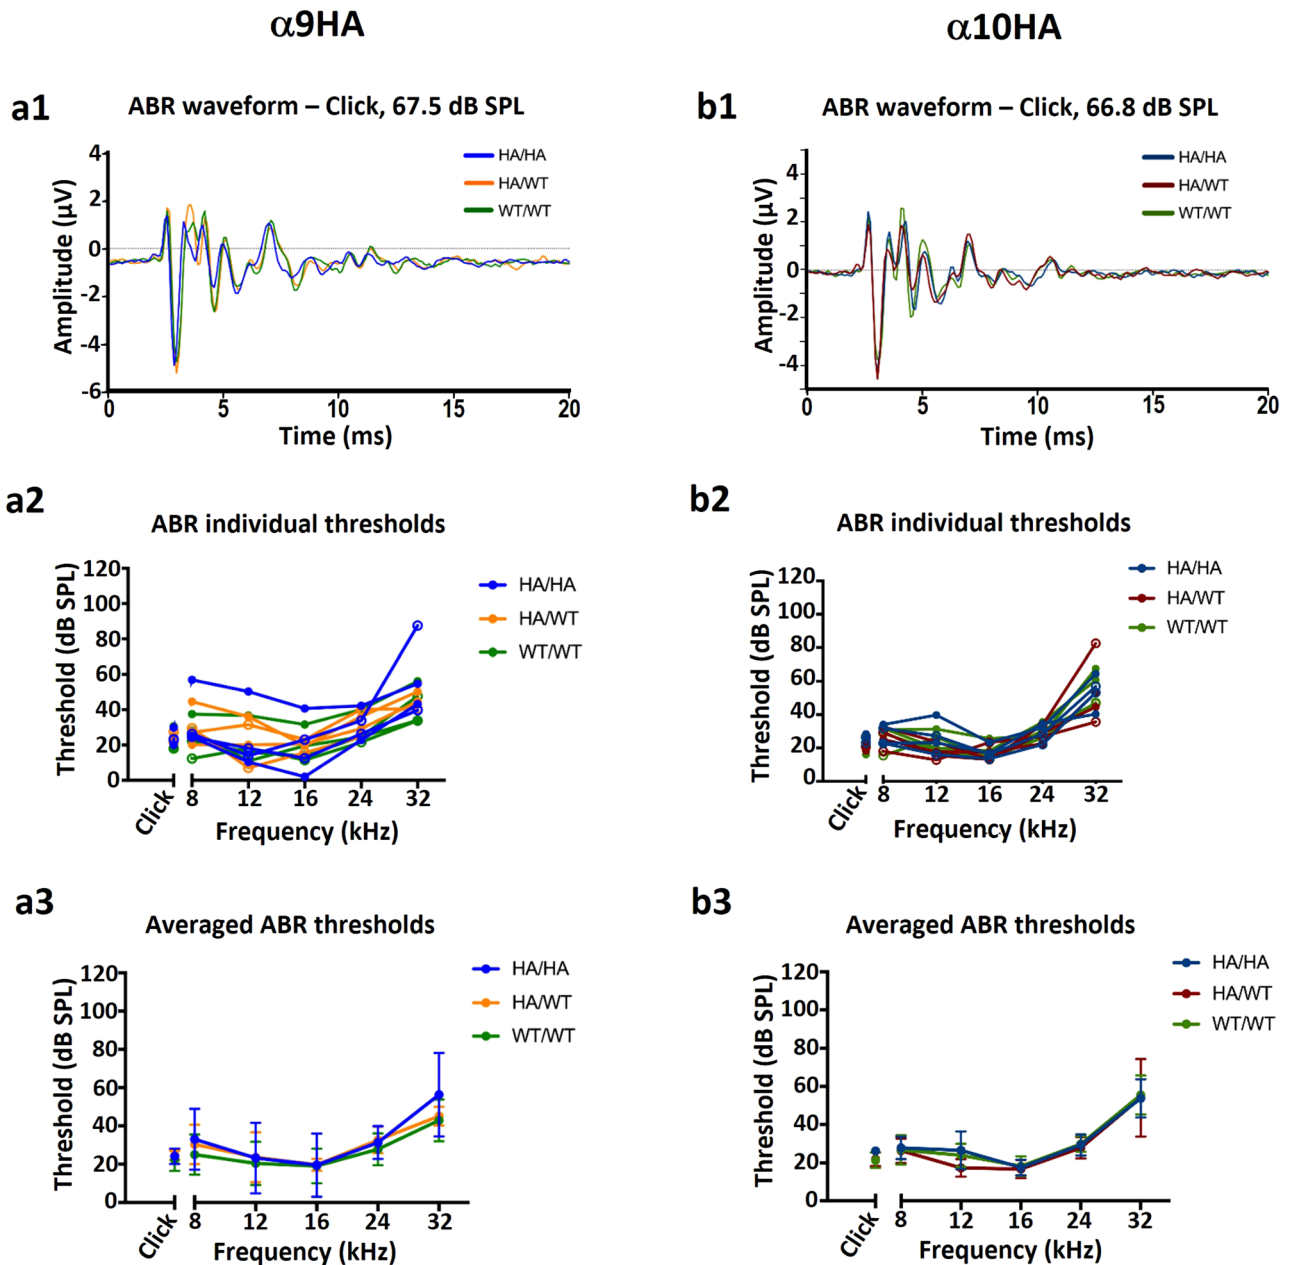 α9HA
α10HA
a1
ABR waveform – Click, 67.5 dB SPL
HA/HA
HA/WT
WT/WT
Amplitude (µV)
4
2
0
-2
-4
-6
0 5 10 15 20
Time (ms)
b1
ABR waveform – Click, 66.8 dB SPL
HA/HA
HA/WT
WT/WT
Amplitude (µV)
4
2
0
-2
-4
0 5 10 15 20
Time (ms)
a2
ABR individual thresholds
HA/HA
HA/WT
WT/WT
Threshold (dB SPL)
120
100
80
60
40
20
0
Click 8 12 16 24 32
Frequency (kHz)
b2
ABR individual thresholds
HA/HA
HA/WT
WT/WT
Threshold (dB SPL)
120
100
80
60
40
20
0
Click 8 12 16 24 32
Frequency (kHz)
a3
Averaged ABR thresholds
HA/HA
HA/WT
WT/WT
Threshold (dB SPL)
120
100
80
60
40
20
0
Click 8 12 16 24 32
Frequency (kHz)
b3
Averaged ABR thresholds
HA/HA
HA/WT
WT/WT
Threshold (dB SPL)
120
100
80
60
40
20
0
Click 8 12 16 24 32
Frequency (kHz)